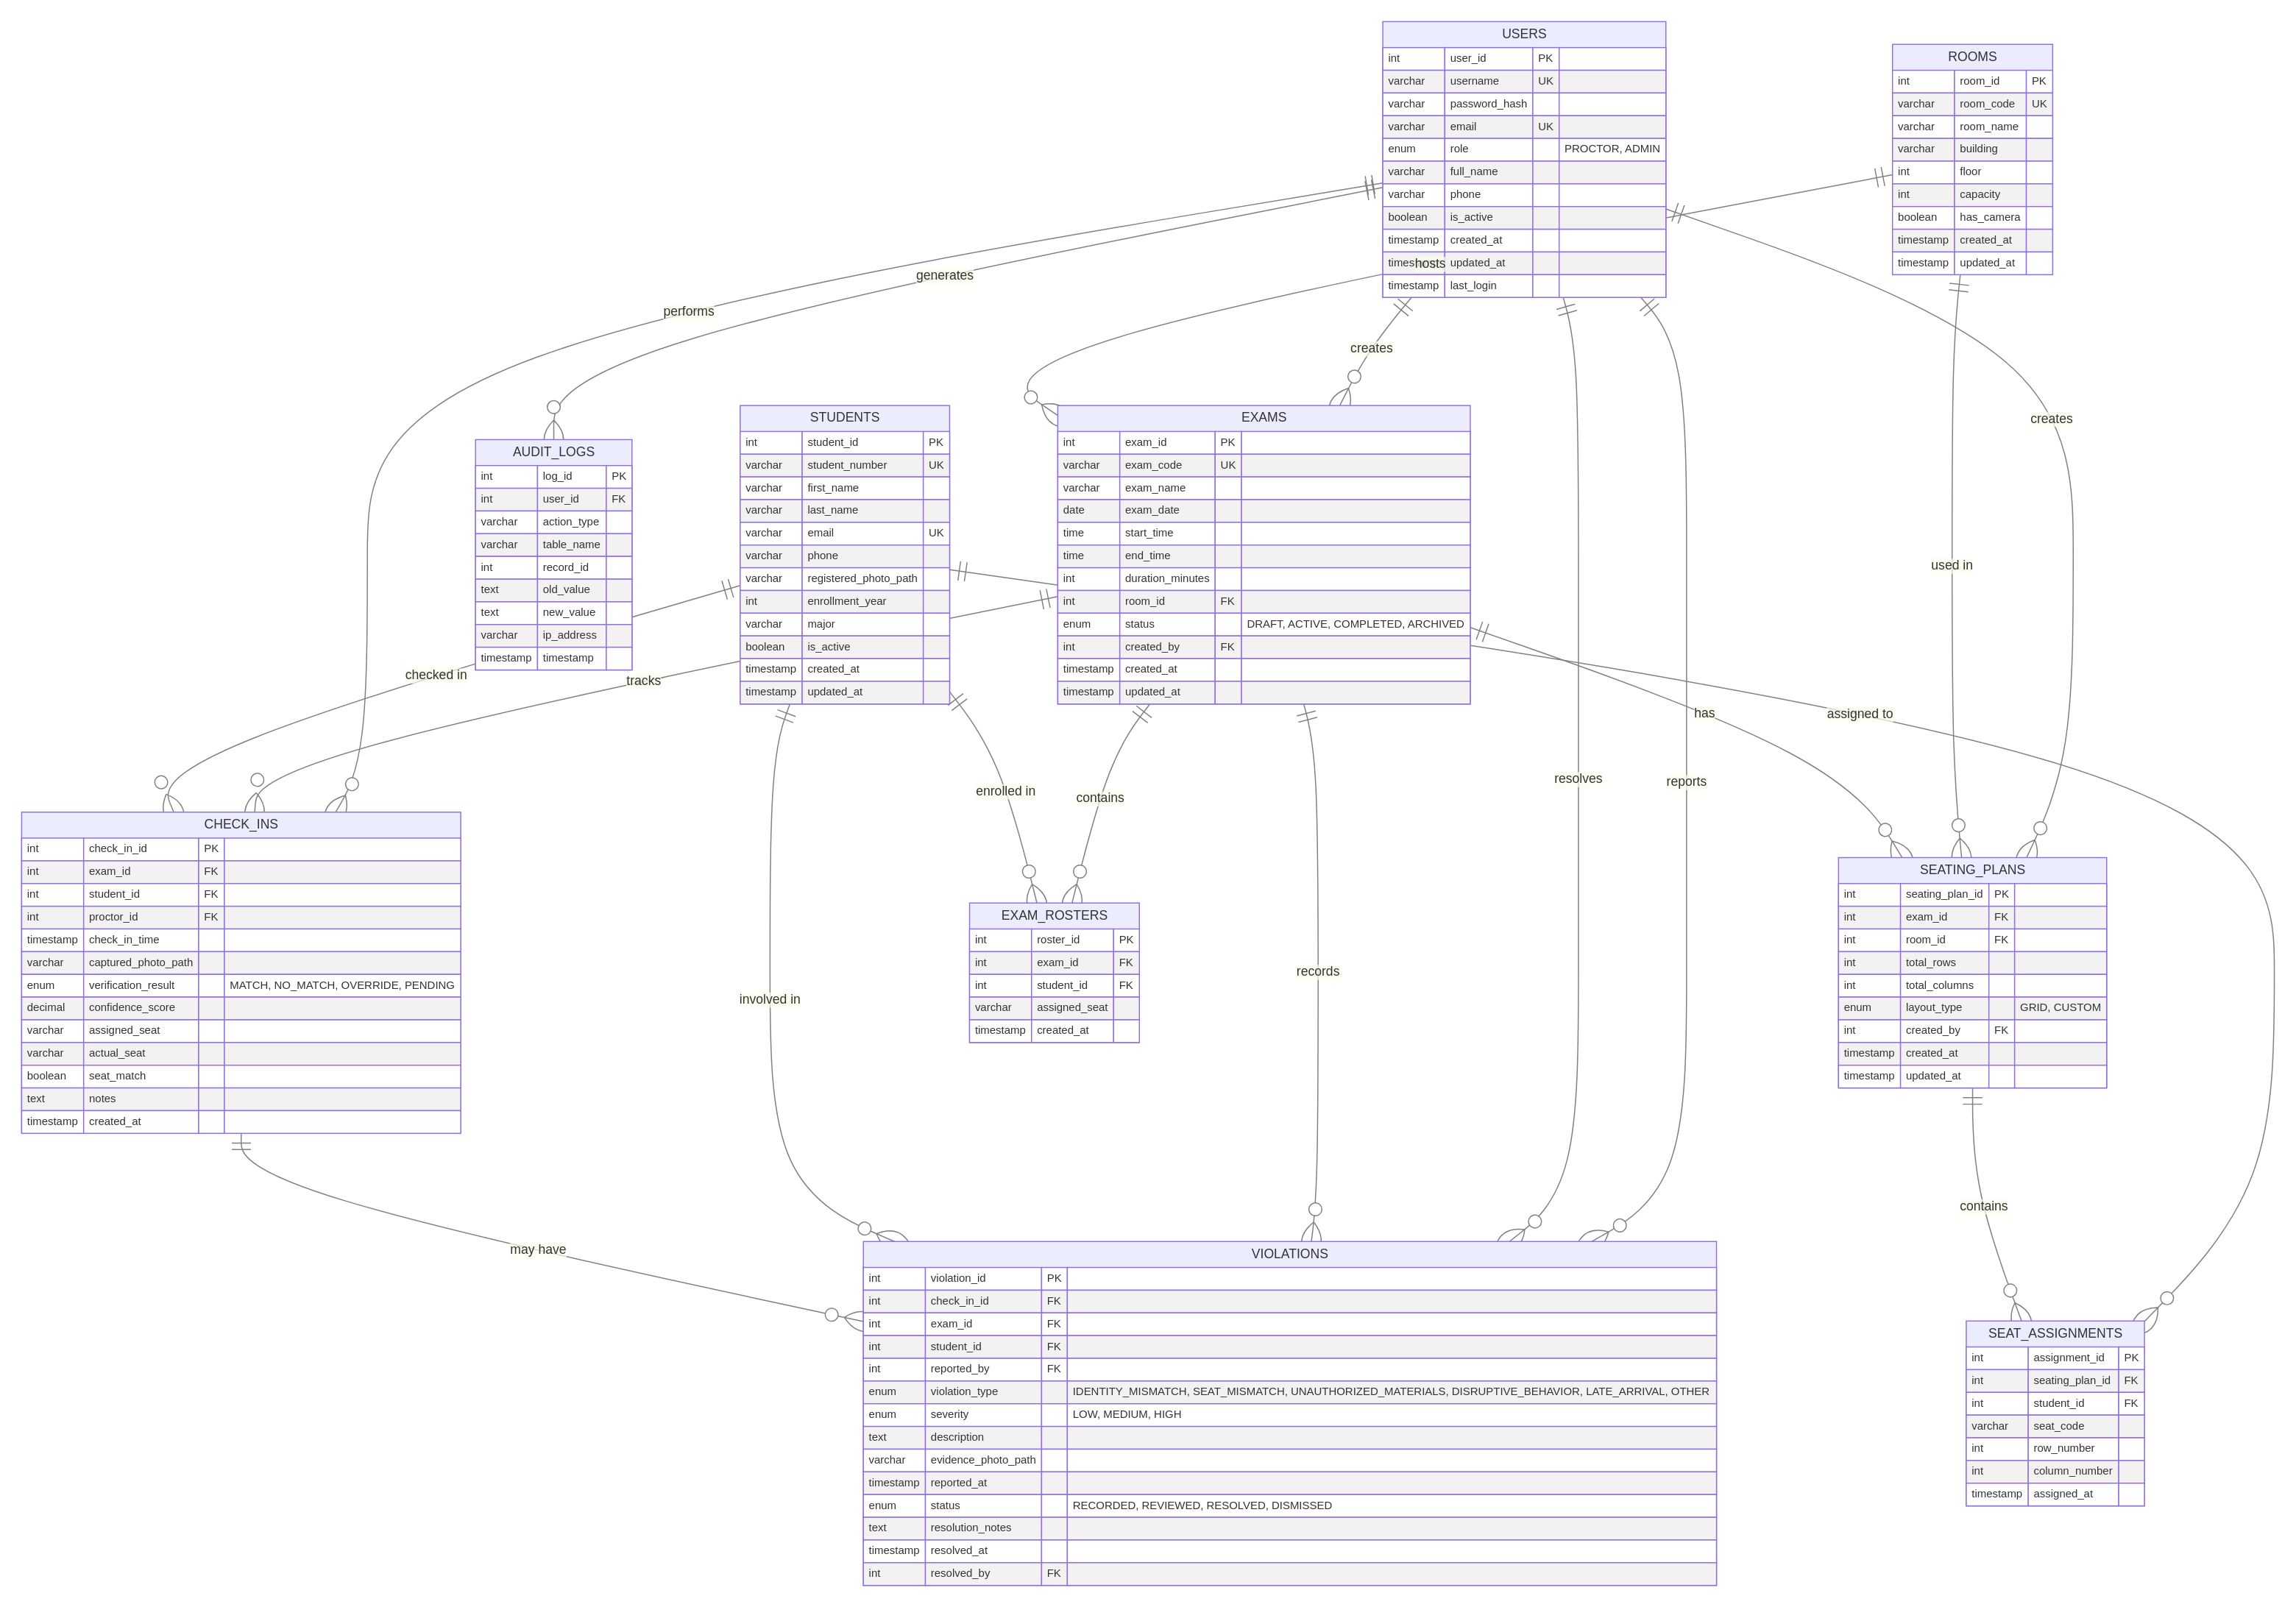 USERS
int user_id PK
varchar username UK
varchar password_hash
varchar email UK
enum role PROCTOR, ADMIN
varchar full_name
varchar phone
boolean is_active
timestamp created_at
timestamp updated_at
timestamp last_login
ROOMS
int room_id PK
varchar room_code UK
varchar room_name
varchar building
int floor
int capacity
boolean has_camera
timestamp created_at
timestamp updated_at
generates
hosts
performs
creates
creates
STUDENTS
int student_id PK
varchar student_number UK
varchar first_name
varchar last_name
varchar email UK
varchar phone
varchar registered_photo_path
int enrollment_year
varchar major
boolean is_active
timestamp created_at
timestamp updated_at
EXAMS
int exam_id PK
varchar exam_code UK
varchar exam_name
date exam_date
time start_time
time end_time
int duration_minutes
int room_id FK
enum status DRAFT, ACTIVE, COMPLETED, ARCHIVED
int created_by FK
timestamp created_at
timestamp updated_at
AUDIT_LOGS
int log_id PK
int user_id FK
varchar action_type
varchar table_name
int record_id
text old_value
text new_value
varchar ip_address
timestamp timestamp
used in
checked in
tracks
has
assigned to
resolves
reports
enrolled in
contains
CHECK_INS
int check_in_id PK
int exam_id FK
int student_id FK
int proctor_id FK
timestamp check_in_time
varchar captured_photo_path
enum verification_result MATCH, NO_MATCH, OVERRIDE, PENDING
decimal confidence_score
varchar assigned_seat
varchar actual_seat
boolean seat_match
text notes
timestamp created_at
SEATING_PLANS
int seating_plan_id PK
int exam_id FK
int room_id FK
int total_rows
int total_columns
enum layout_type GRID, CUSTOM
int created_by FK
timestamp created_at
timestamp updated_at
EXAM_ROSTERS
int roster_id PK
int exam_id FK
int student_id FK
varchar assigned_seat
timestamp created_at
records
involved in
contains
may have
VIOLATIONS
int violation_id PK
int check_in_id FK
int exam_id FK
int student_id FK
int reported_by FK
enum violation_type IDENTITY_MISMATCH, SEAT_MISMATCH, UNAUTHORIZED_MATERIALS, DISRUPTIVE_BEHAVIOR, LATE_ARRIVAL, OTHER
enum severity LOW, MEDIUM, HIGH
text description
varchar evidence_photo_path
timestamp reported_at
enum status RECORDED, REVIEWED, RESOLVED, DISMISSED
text resolution_notes
timestamp resolved_at
int resolved_by FK
SEAT_ASSIGNMENTS
int assignment_id PK
int seating_plan_id FK
int student_id FK
varchar seat_code
int row_number
int column_number
timestamp assigned_at